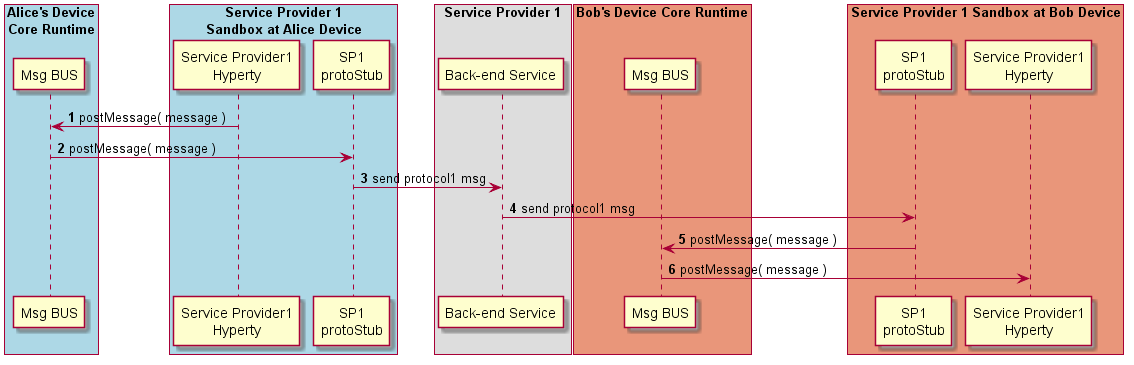 Alice's Device
Core Runtime
Service Provider 1
Sandbox at Alice Device
Service Provider 1
Bob's Device Core Runtime
Service Provider 1 Sandbox at Bob Device
Msg BUS
Service Provider1
Hyperty
SP1
protoStub
Back-end Service
Msg BUS
SP1
protoStub
Service Provider1
Hyperty
1 postMessage( message )
2 postMessage( message )
3 send protocol1 msg
4 send protocol1 msg
5 postMessage( message )
6 postMessage( message )
Msg BUS
Service Provider1
Hyperty
SP1
protoStub
Back-end Service
Msg BUS
SP1
protoStub
Service Provider1
Hyperty